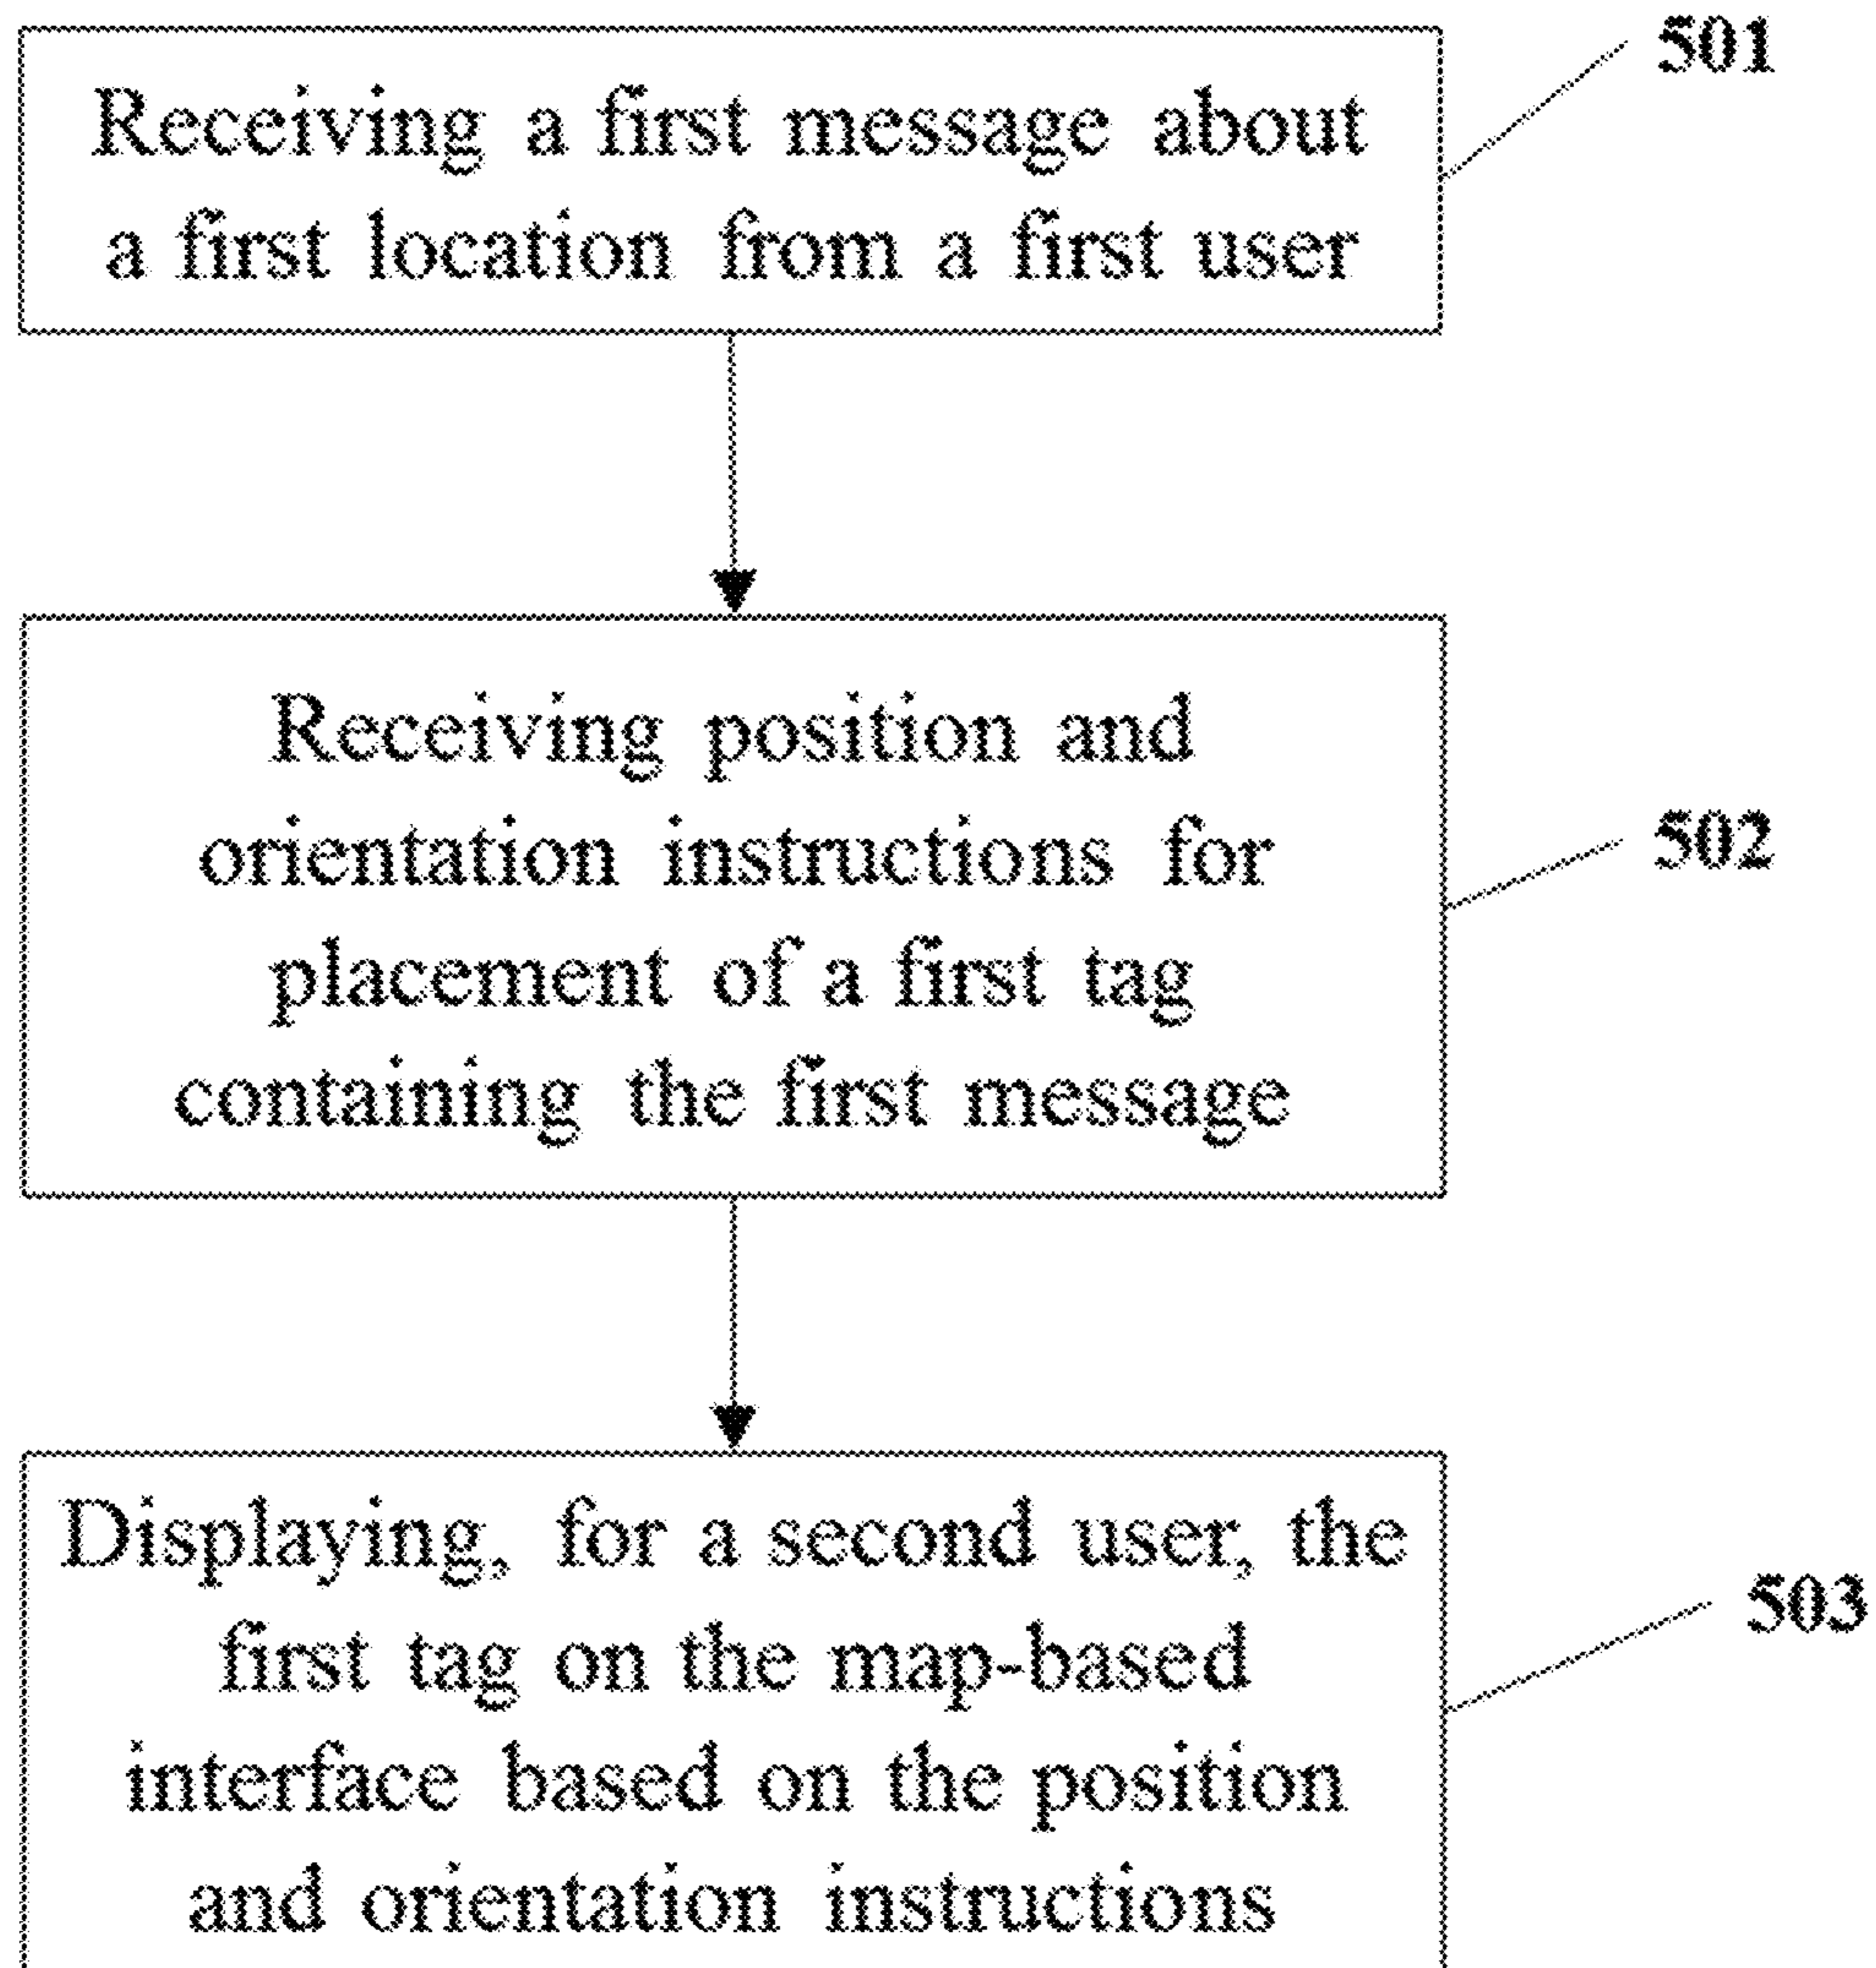 501
Receiving a first message about
a first location from a first user
Receiving position and
orientation instructions for
placement of a first tag
containing the first message
502
Displaying, for a second user, the
first tag on the map-based
interface based on the position
and orientation instructions
503